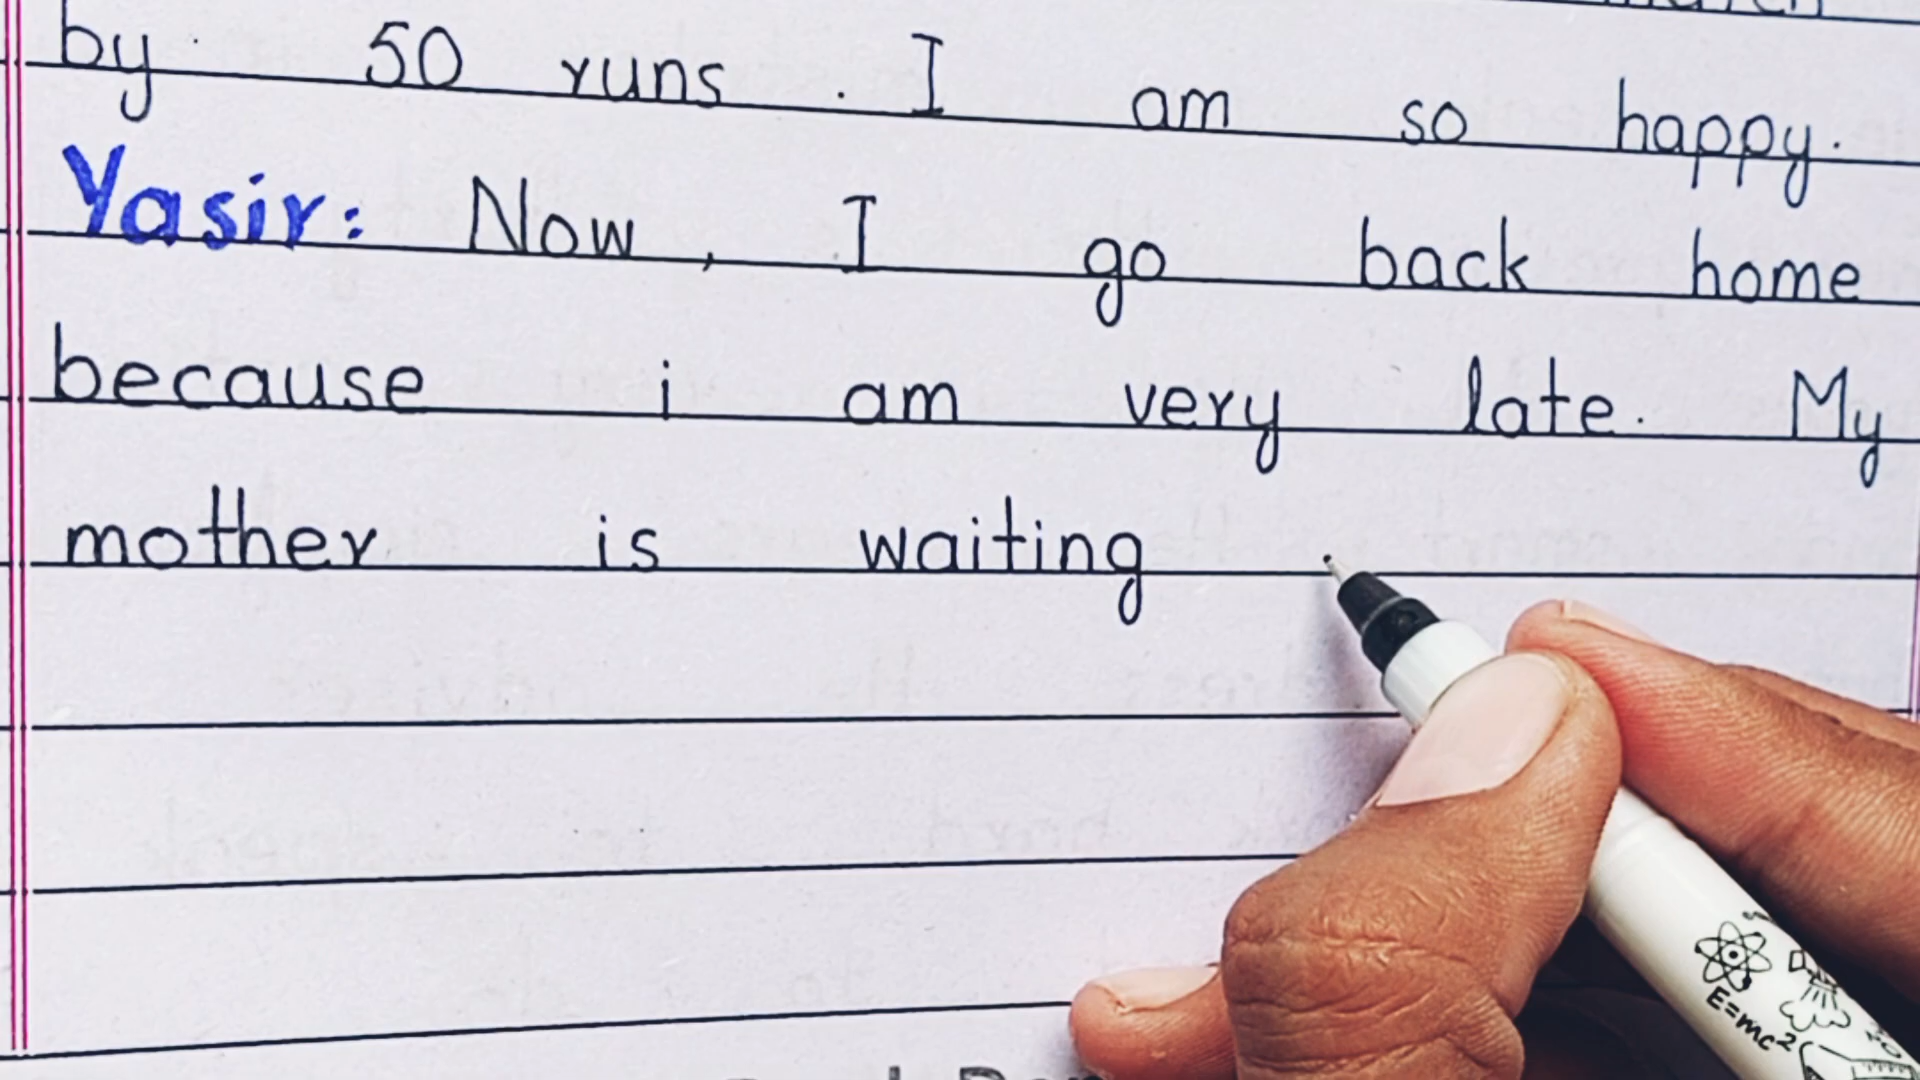 by 50 runs. I am so happy.
Yasir: Now, I go back home
because i am very late. My
mother is waiting
E=mc²